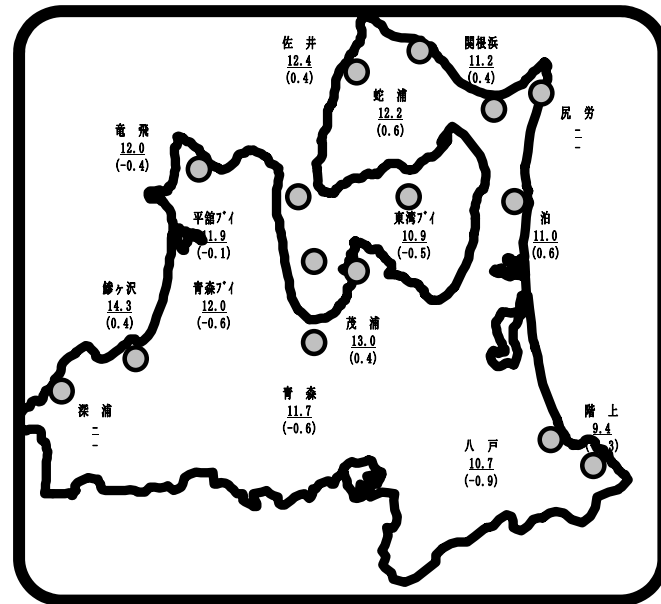 佐 井
12.4
(0.4)
関根浜
11.2
(0.4)
蛇 浦
12.2
(0.6)
尻 労
-
-
竜 飛
12.0
(-0.4)
平舘ﾌﾞｲ
11.9
(-0.1)
東湾ﾌﾞｲ
10.9
(-0.5)
泊
11.0
(0.6)
鰺ヶ沢
14.3
(0.4)
青森ﾌﾞｲ
12.0
(-0.6)
茂 浦
13.0
(0.4)
深 浦
-
-
青 森
11.7
(-0.6)
八 戸
10.7
(-0.9)
階 上
9.4